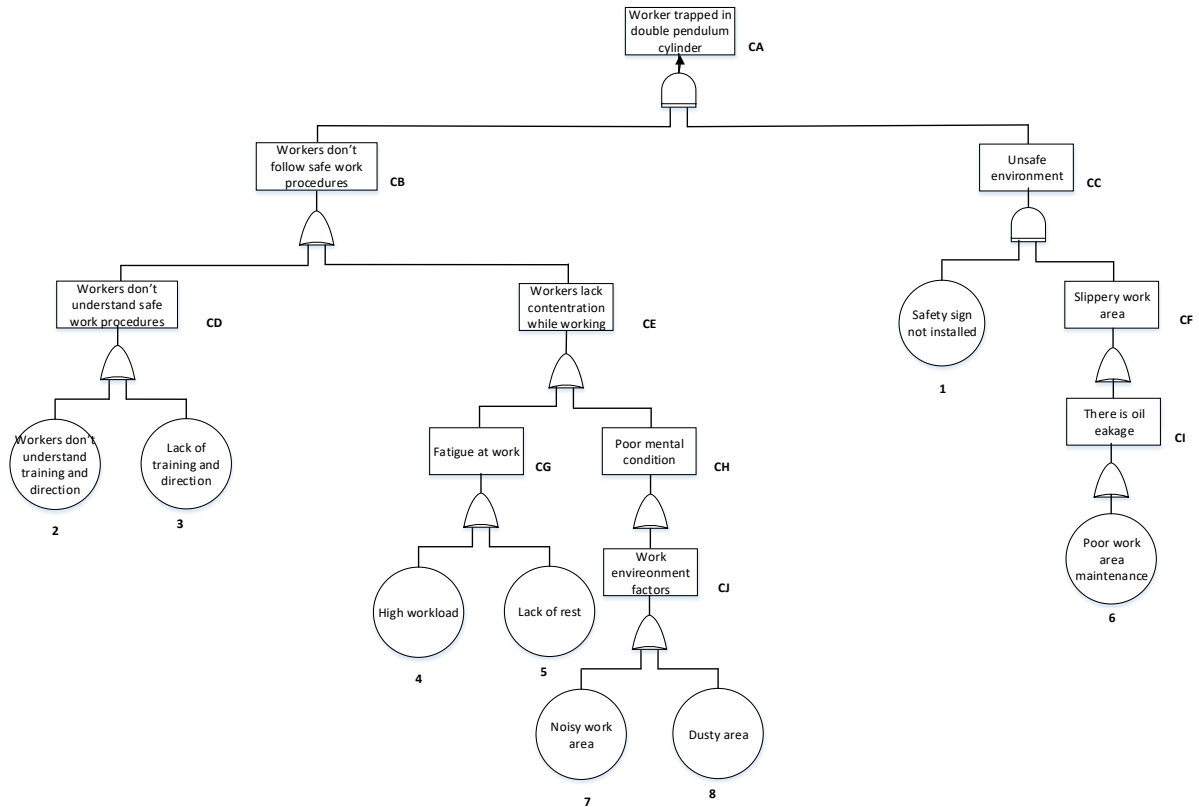 Worker trapped in
double pendulum
cylinder
CA
Workers don't
follow safe work
procedures
CB
Unsafe
environment
CC
Workers don't
understand safe
work procedures
CD
Workers lack
contentration
while working
CE
Safety sign
not installed
1
Slippery work
area
CF
Workers don't
understand
training and
direction
2
Lack of
training and
direction
3
Fatigue at work
CG
Poor mental
condition
CH
There is oil
eakage
CI
High workload
4
Lack of rest
5
Work
envireonment
factors
CJ
Poor work
area
maintenance
6
Noisy work
area
7
Dusty area
8